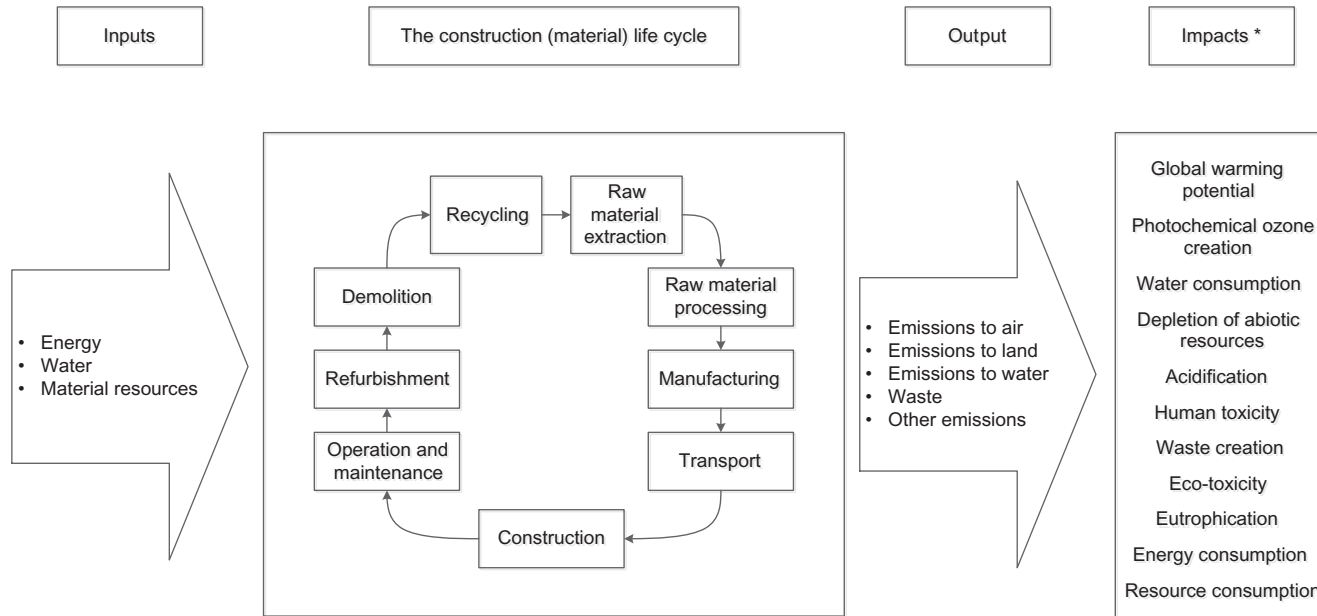 Inputs
The construction (material) life cycle
Output
Impacts *
• Energy
• Water
• Material resources
Recycling
Raw
material
extraction
Raw material
processing
Manufacturing
Transport
Construction
Operation and
maintenance
Refurbishment
Demolition
• Emissions to air
• Emissions to land
• Emissions to water
• Waste
• Other emissions
Global warming
potential
Photochemical ozone
creation
Water consumption
Depletion of abiotic
resources
Acidification
Human toxicity
Waste creation
Eco-toxicity
Eutrophication
Energy consumption
Resource consumption